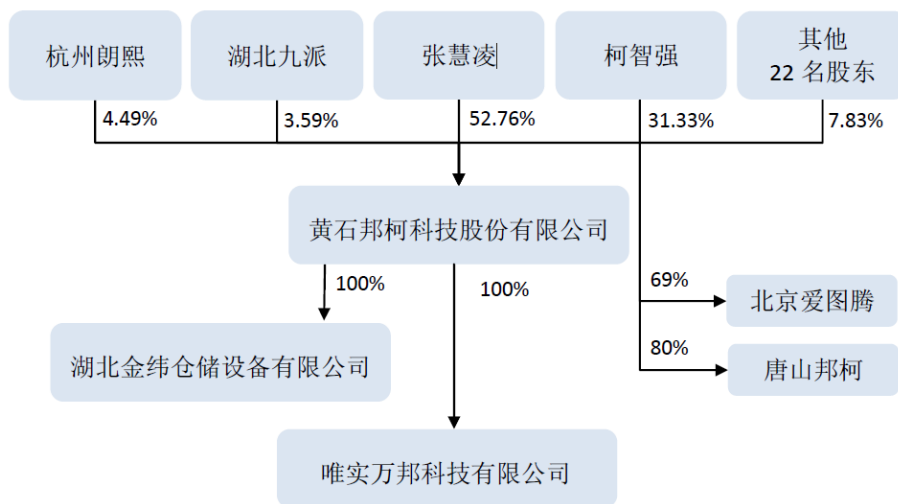 杭州朗熙
湖北九派
张慧凌
柯智强
其他
22 名股东
4.49%
3.59%
52.76%
31.33%
7.83%
黄石邦柯科技股份有限公司
100%
100%
69%
北京爱图腾
湖北金纬仓储设备有限公司
80%
唐山邦柯
唯实万邦科技有限公司